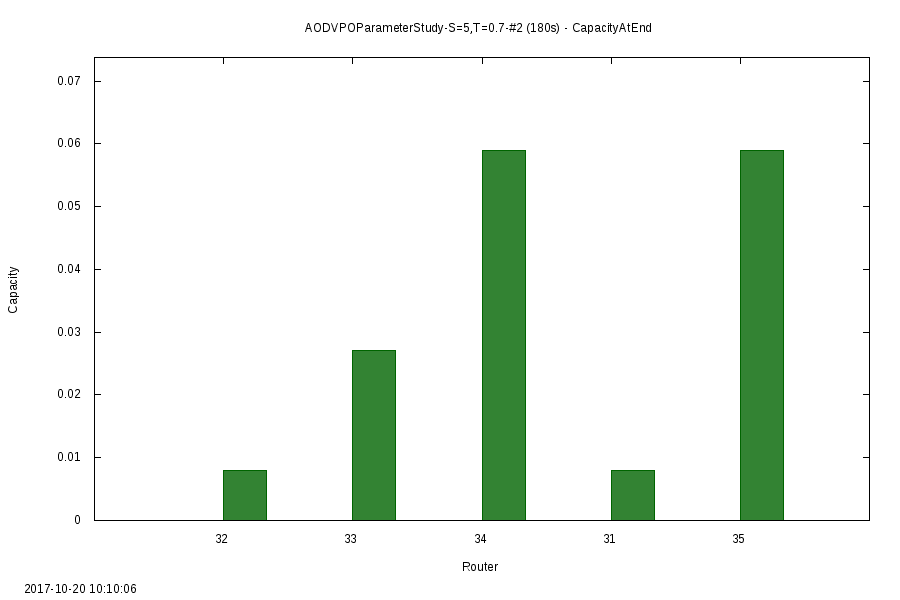 AODVPOParameterStudy-S=5,T=0.7-#2 (180s) - CapacityAtEnd
0.07
0.06
0.05
0.04
0.03
0.02
0.01
0
Capacity
32 33 34 31 35
Router
2017-10-20 10:10:06